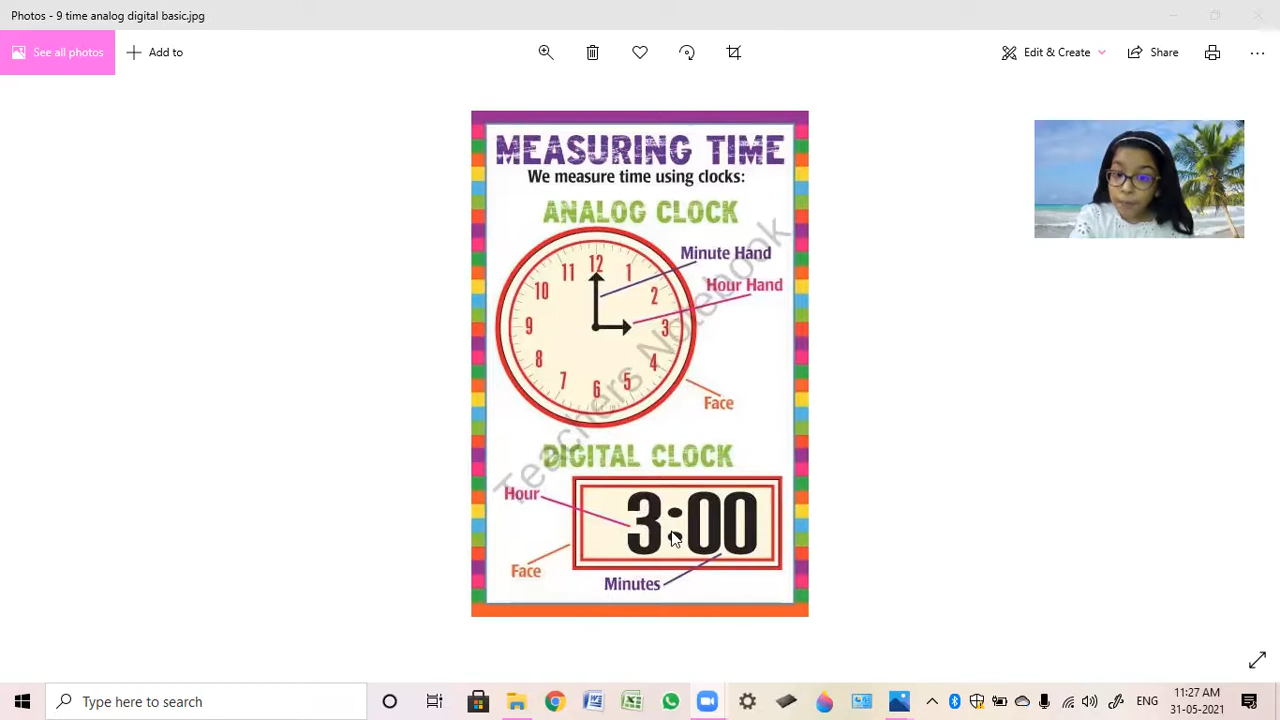 Photos - 9 time analog digital basic.jpg
See all photos
Add to
Edit & Create
Share
MEASURING TIME
We measure time using clocks:
ANALOG CLOCK
Minute Hand
Hour Hand
12
11
1
10
2
9
3
8
4
7
5
6
Face
Teachers Notebook
DIGITAL CLOCK
Hour
3:00
Face
Minutes
Type here to search
ENG
11:27 AM
31-05-2021